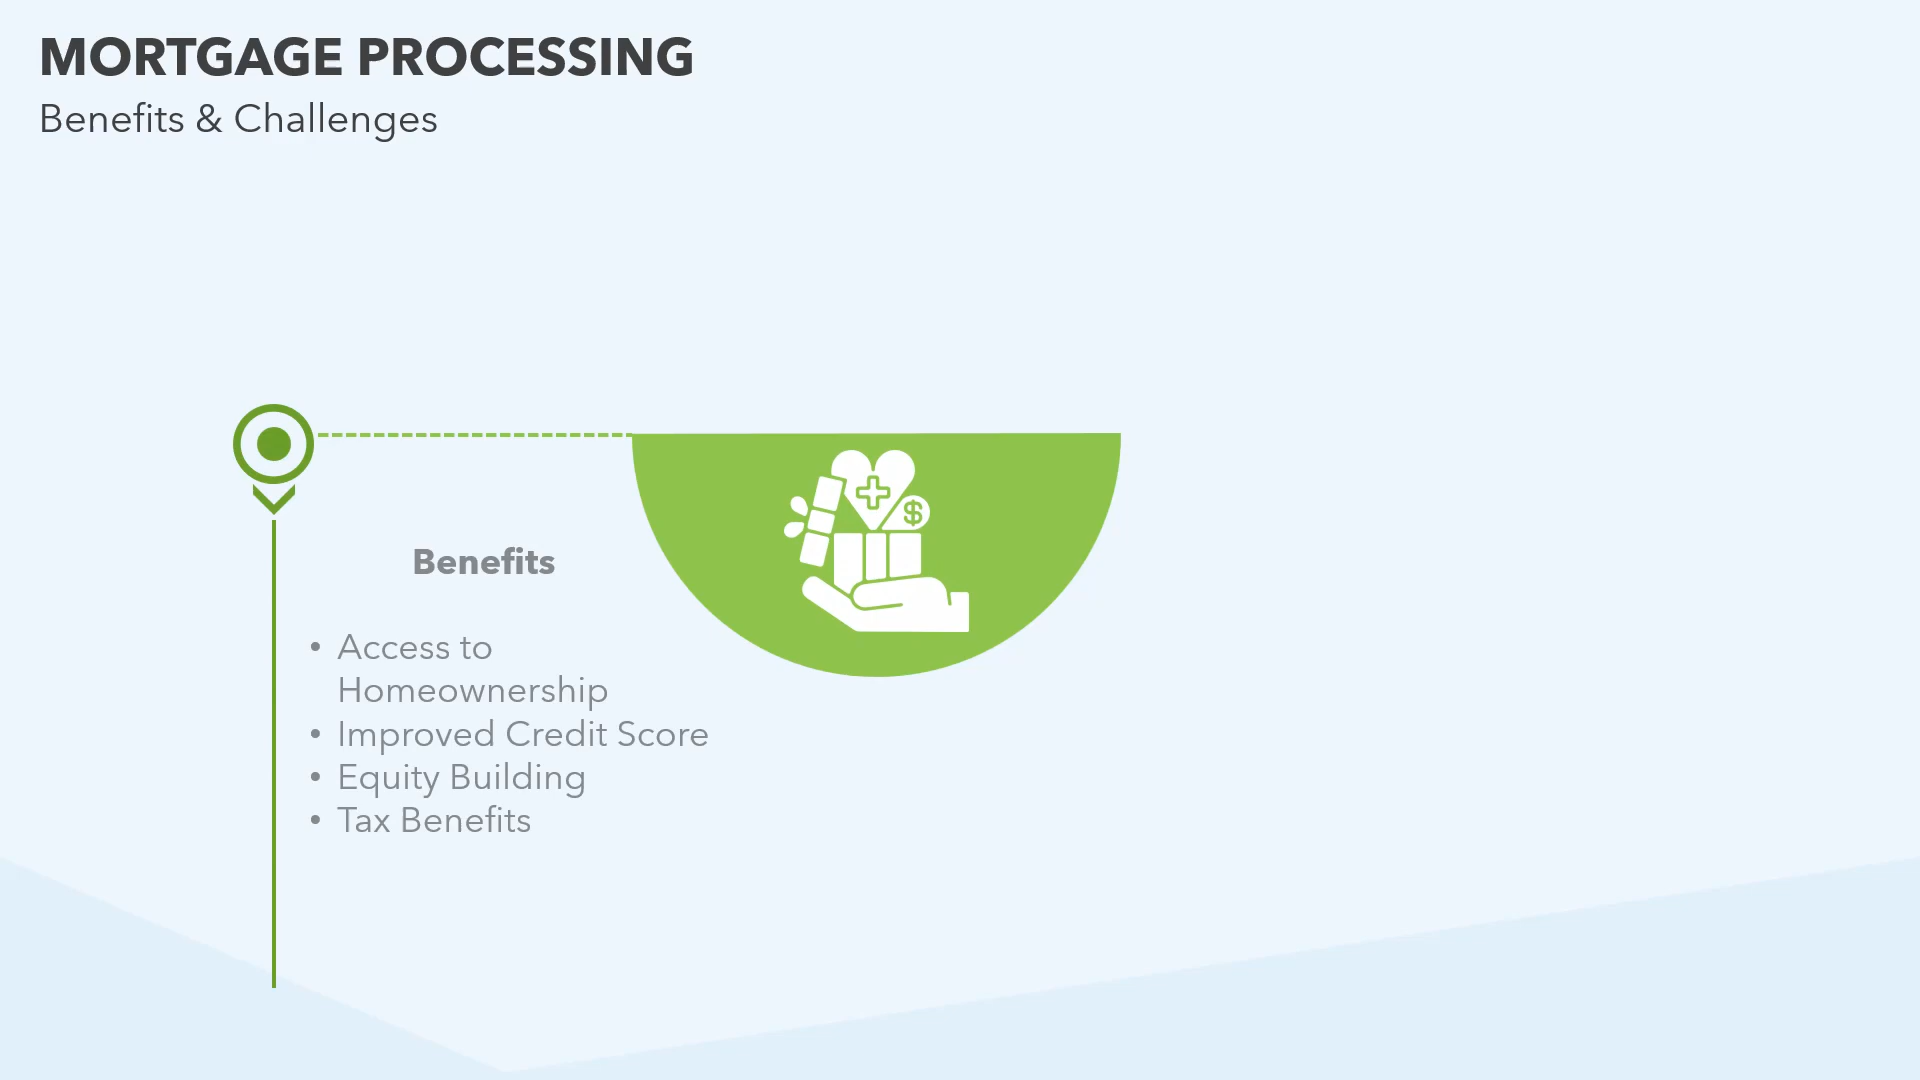 MORTGAGE PROCESSING
Benefits & Challenges
$
Benefits
• Access to
Homeownership
• Improved Credit Score
• Equity Building
• Tax Benefits